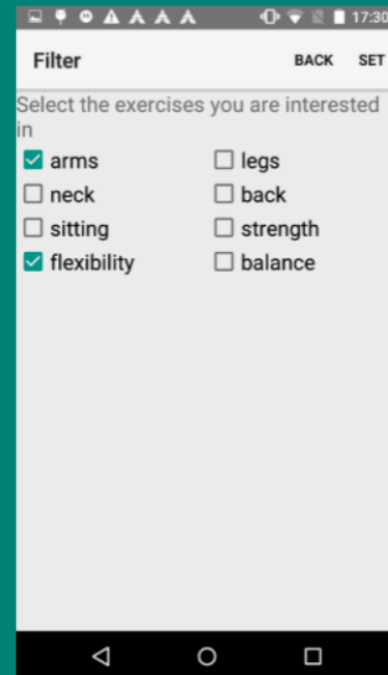 17:30
Filter BACK SET
Select the exercises you are interested
in
arms legs
neck back
sitting strength
flexibility balance